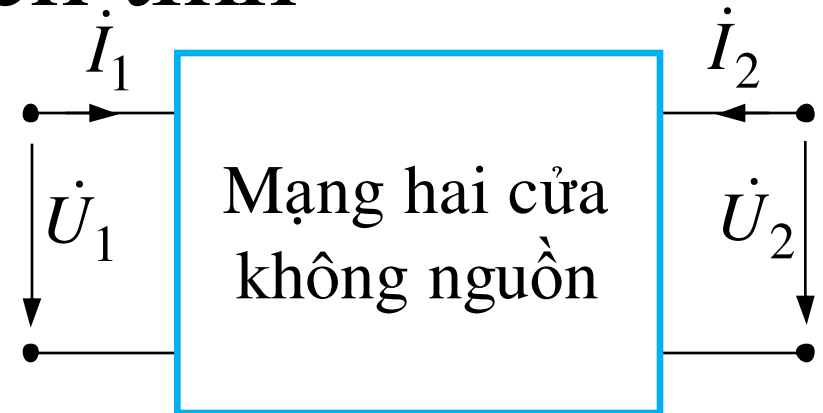 İ₁ İ₂
U̇₁ Mạng hai cửa U̇₂
không nguồn